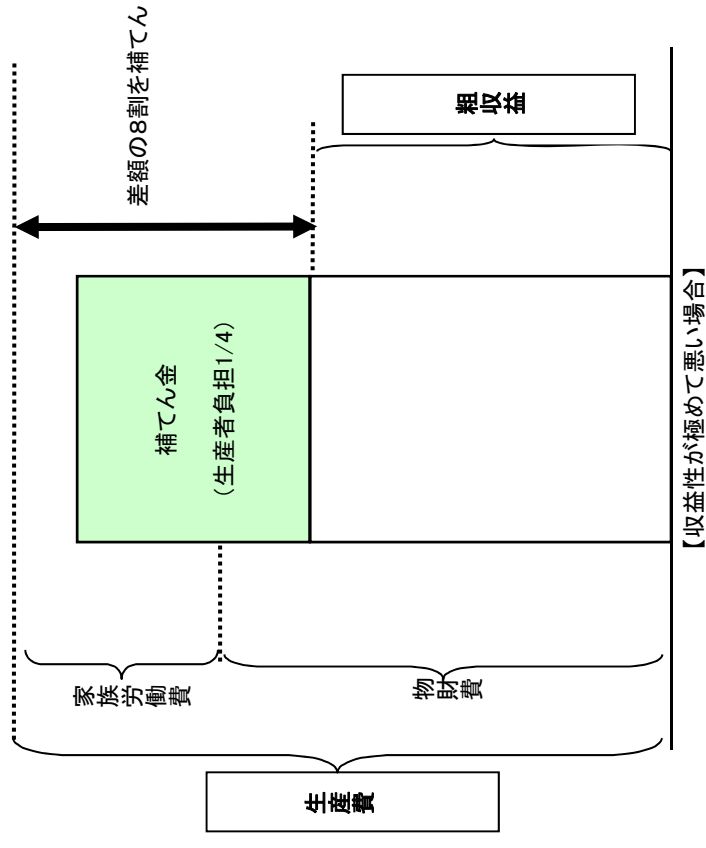 生産費
家族労働費
物財費
補てん金
(生産者負担1/4)
差額の8割を補てん
粗収益
【収益性が極めて悪い場合】